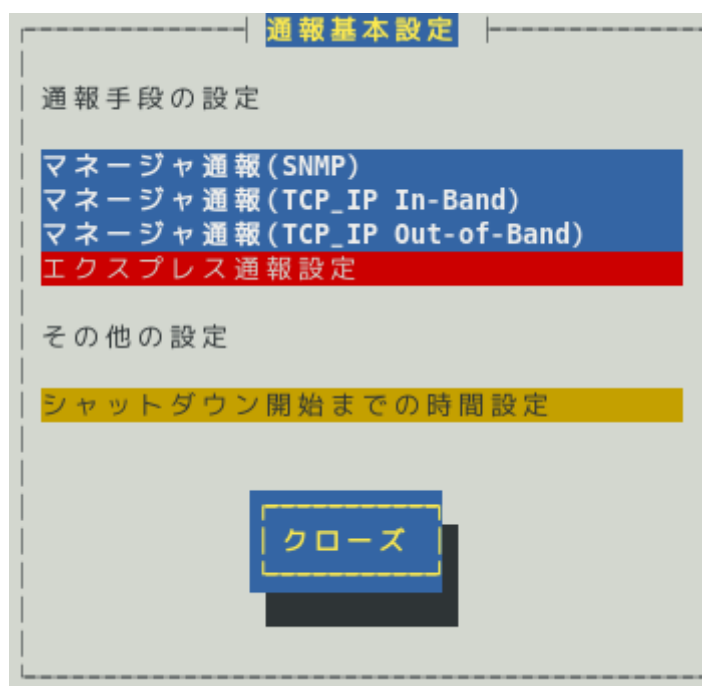 通報基本設定
通報手段の設定
マネージャ通報(SNMP)
マネージャ通報(TCP_IP In-Band)
マネージャ通報(TCP_IP Out-of-Band)
エクスプレス通報設定
その他の設定
シャットダウン開始までの時間設定
クローズ